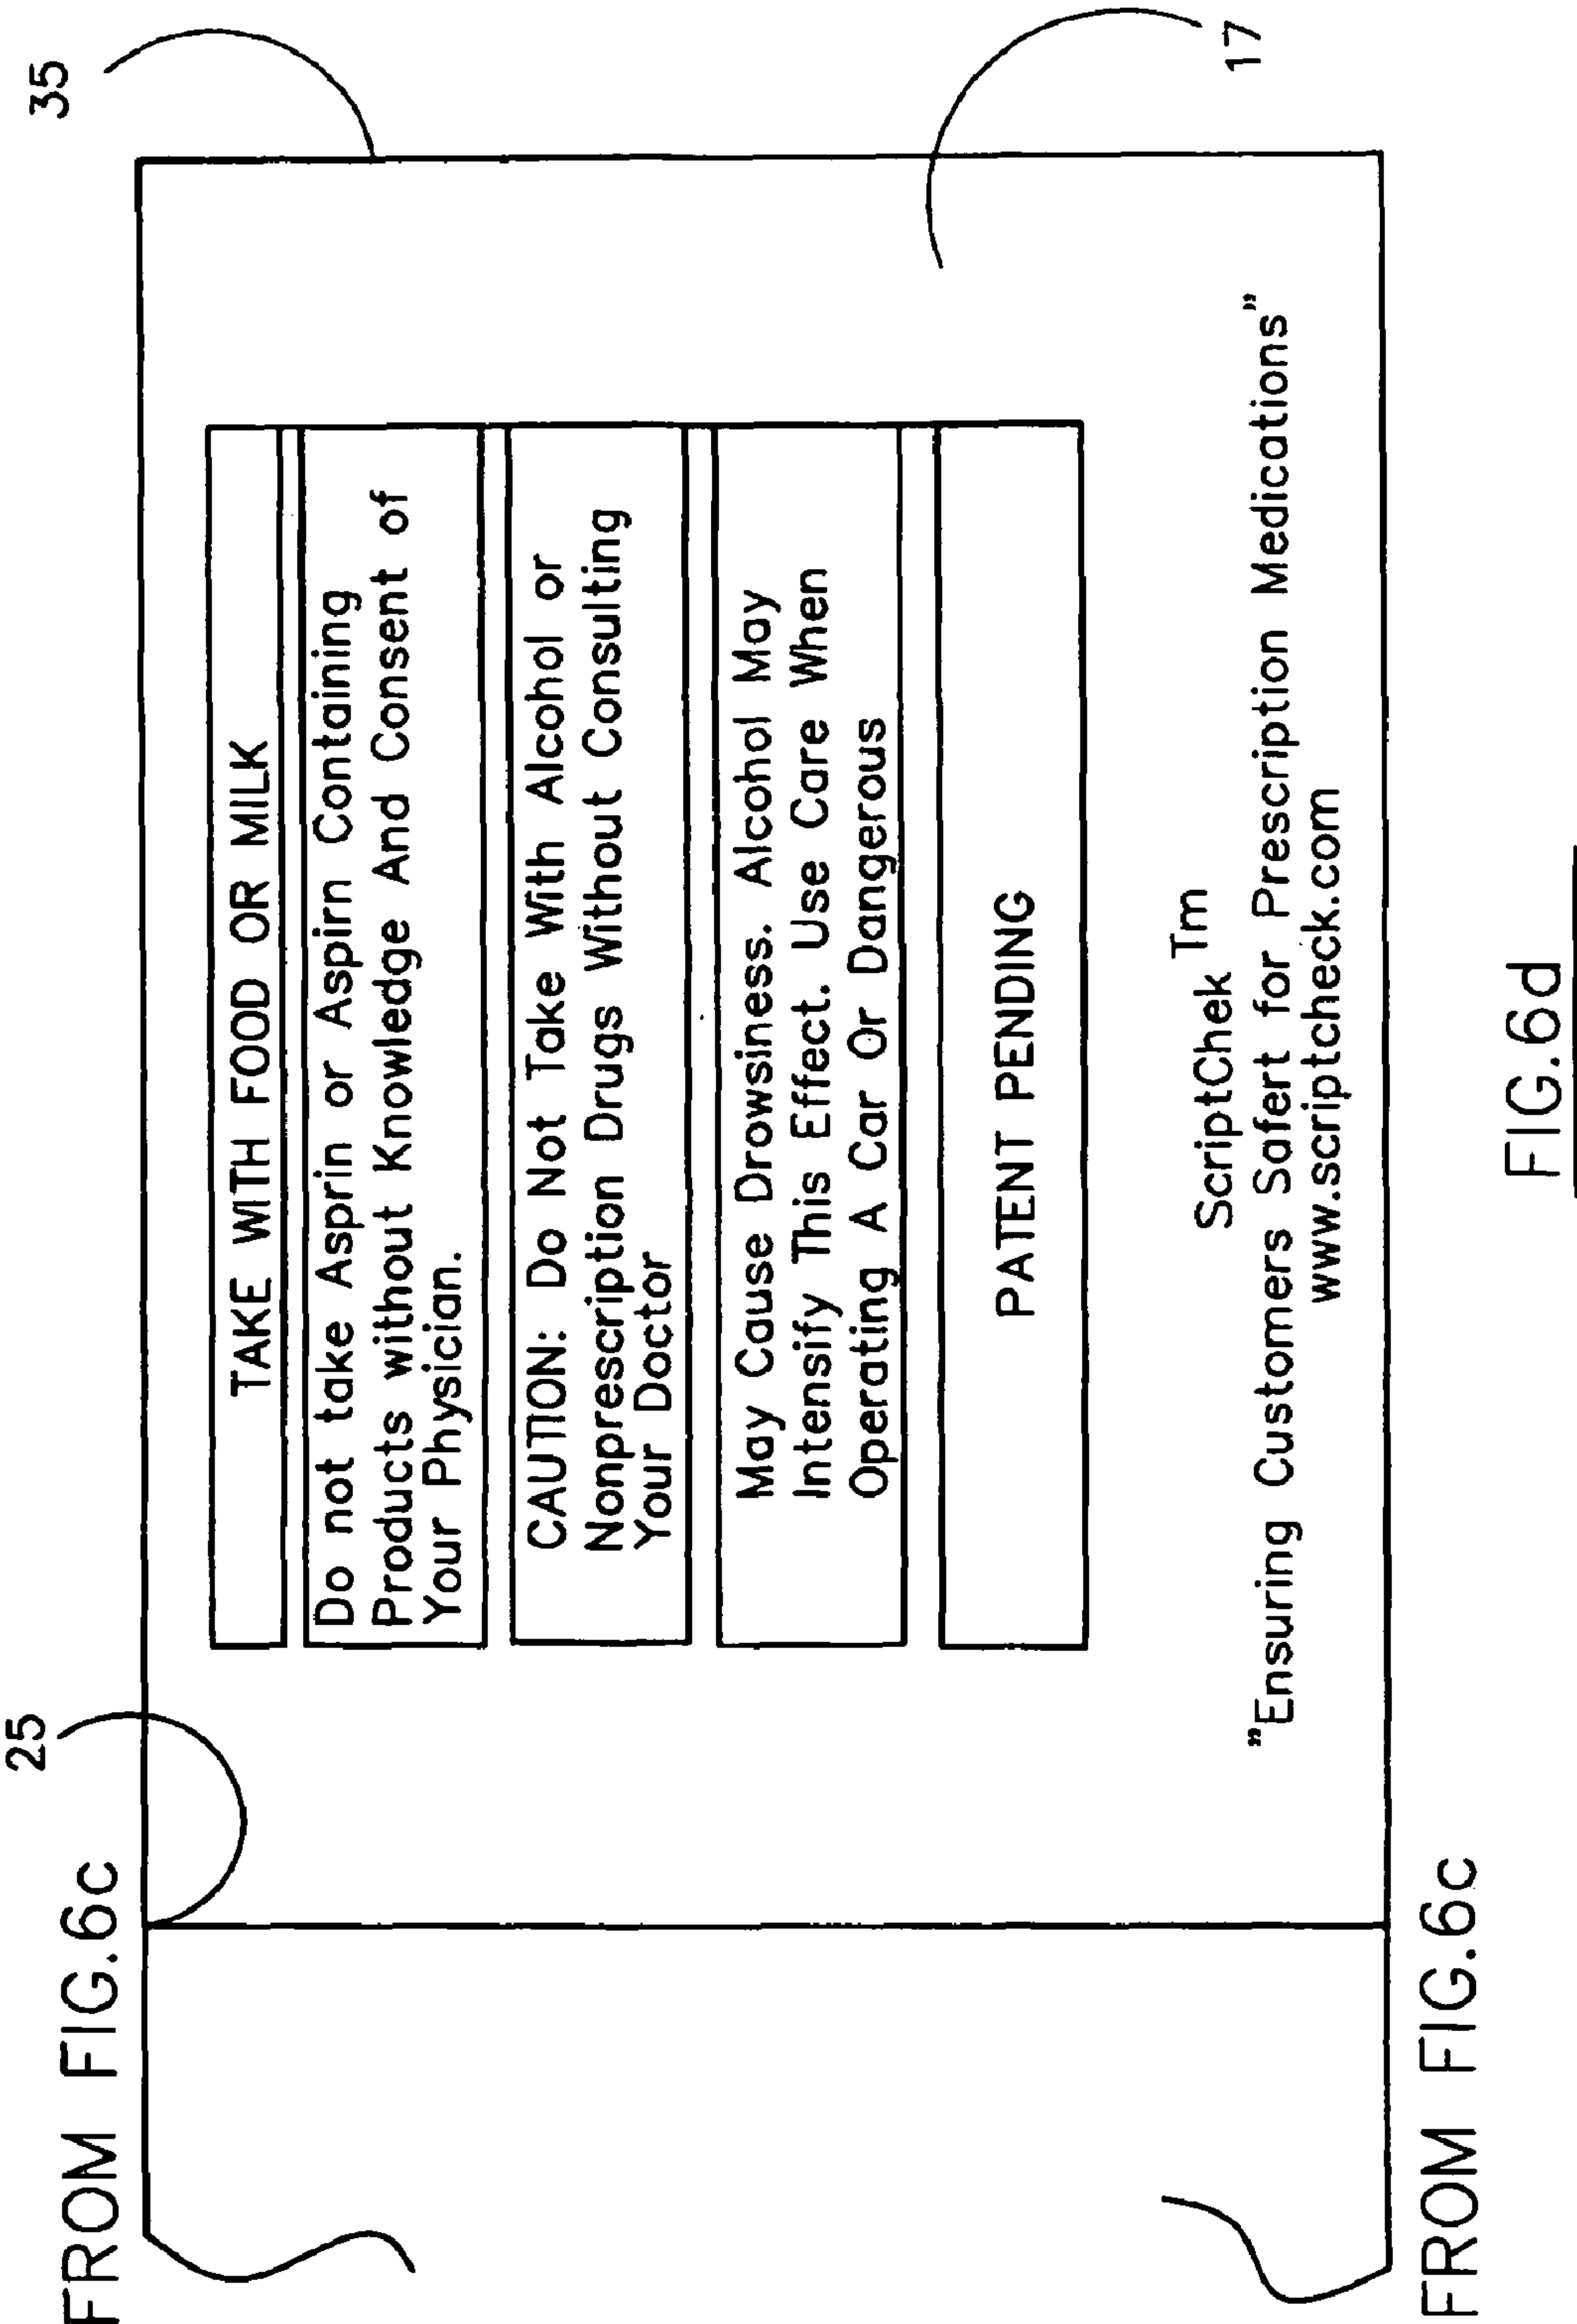 FROM FIG.6c
25
35
TAKE WITH FOOD OR MILK
Do not take Asprin or Aspirn Containing
Products without Knowledge And Consent of
Your Physician.
CAUTION: Do Not Take With Alcohol or
Nonprescription Drugs Without Consulting
Your Doctor
May Cause Drowsiness. Alcohol May
Intensify This Effect. Use Care When
Operating A Car Or Dangerous
PATENT PENDING
17
ScriptChek Tm
"Ensuring Customers Safert for Prescription Medications"
www.scriptcheck.com
FROM FIG.6c
FIG.6d